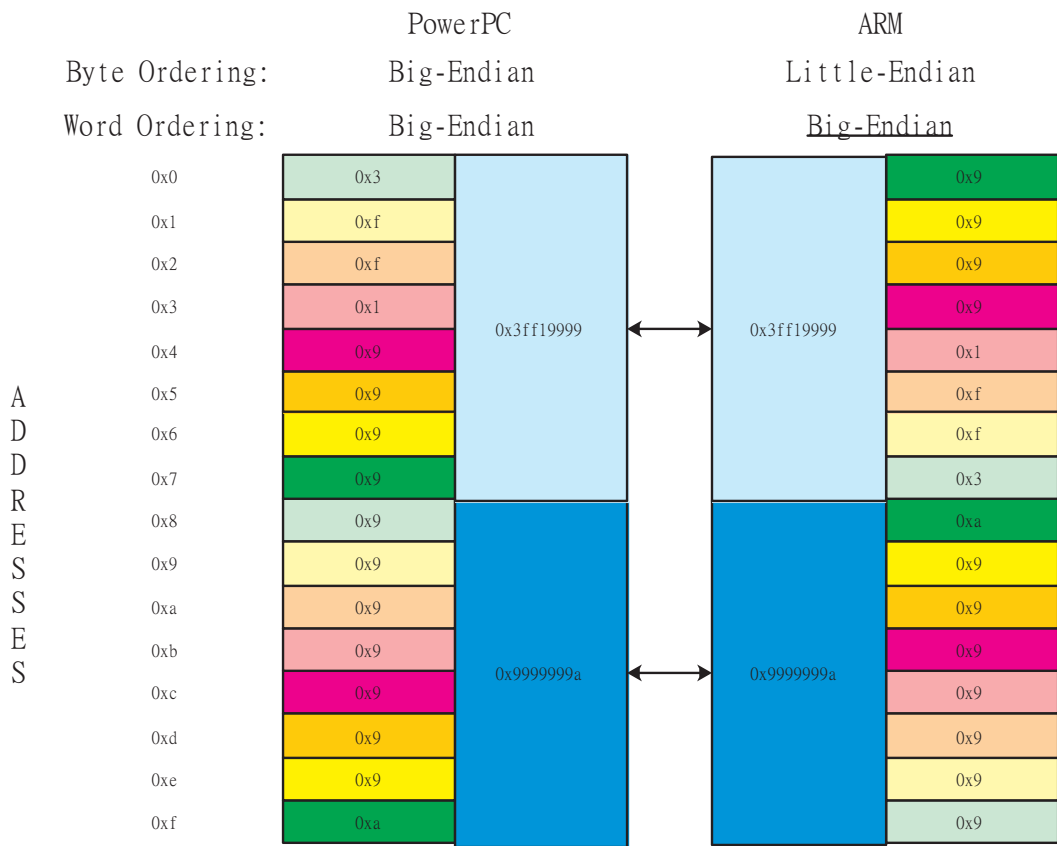 PowerPC ARM
Byte Ordering: Big-Endian Little-Endian
Word Ordering: Big-Endian Big-Endian
0x0 0x3 0x9
0x1 0xf 0x9
0x2 0xf 0x9
0x3 0x1 0x9
0x3ff19999 0x3ff19999
0x4 0x9 0x1
0x5 0x9 0xf
0x6 0x9 0xf
0x7 0x9 0x3
0x8 0x9 0xa
0x9 0x9 0x9
0xa 0x9 0x9
0xb 0x9 0x9
0x9999999a 0x9999999a
0xc 0x9 0x9
0xd 0x9 0x9
0xe 0x9 0x9
0xf 0xa 0x9
ADDRESSES